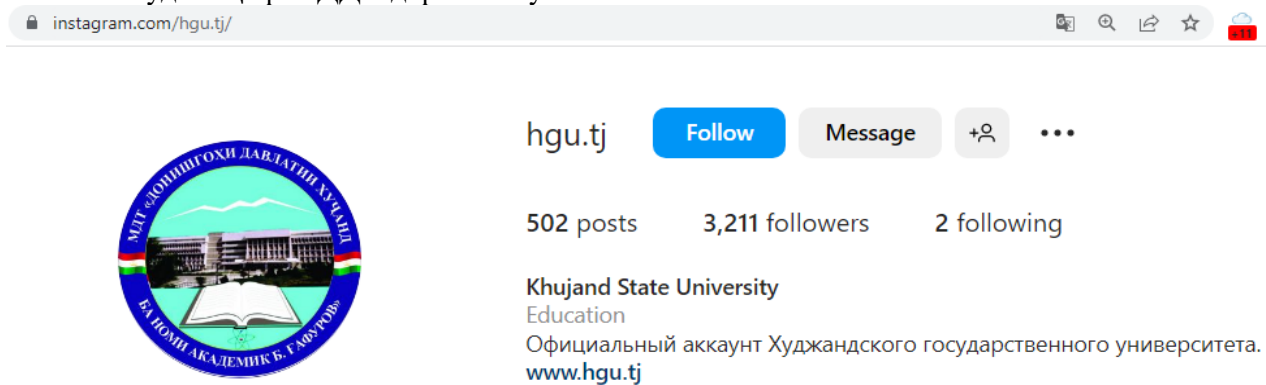 instagram.com/hgu.tj/
+11
hgu.tj Follow Message
502 posts 3,211 followers 2 following
Khujand State University
Education
Официальный аккаунт Худжандского государственного университета.
www.hgu.tj
МДТ «ДОНИШГОҲИ ДАВЛАТИИ ХУҶАНД
БА НОМИ АКАДЕМИК Б. ҒАФУРОВ»